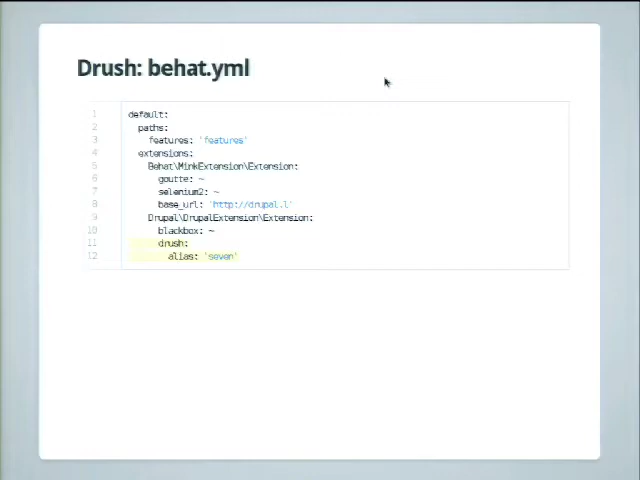 Drush: behat.yml
1 default:
2 paths:
3 features: 'features'
4 extensions:
5 Behat\MinkExtension\Extension:
6 goutte: ~
7 selenium2: ~
8 base_url: 'http://drupal.l'
9 Drupal\DrupalExtension\Extension:
10 blackbox: ~
11 drush:
12 alias: 'seven'